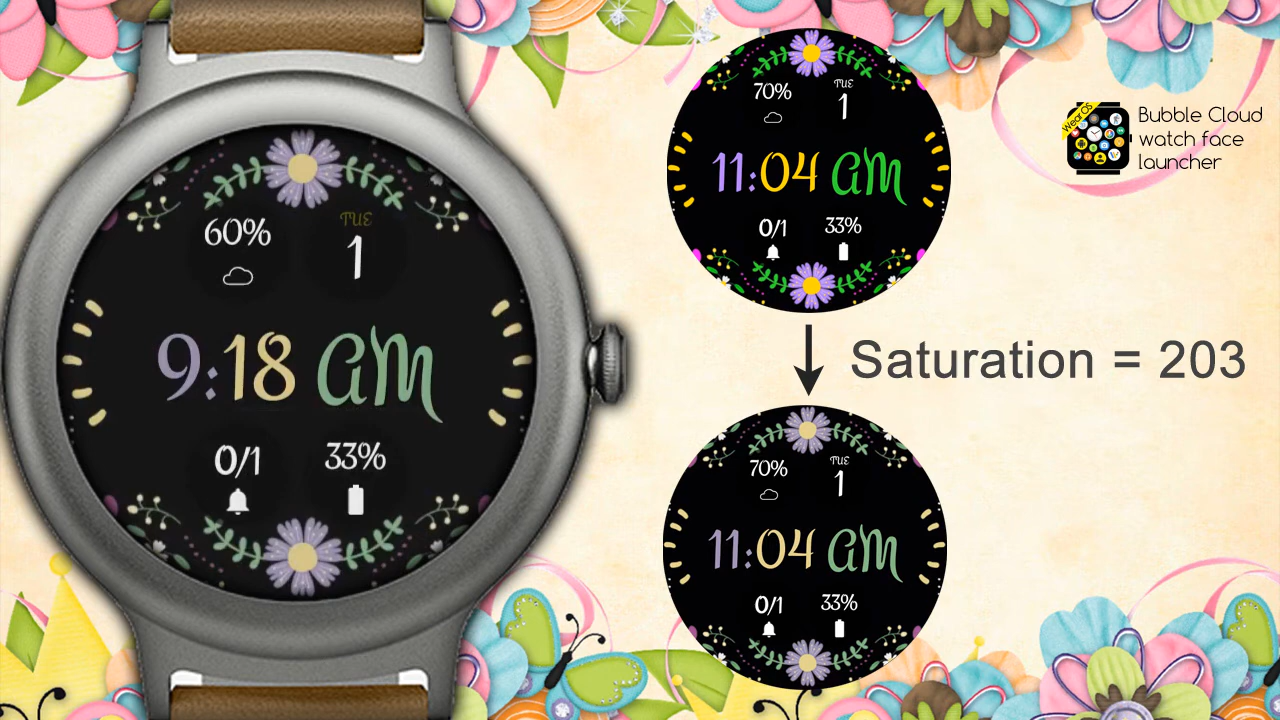 60%
TUE
1
9:18 AM
0/1
33%
70%
TUE
1
11:04 AM
0/1
33%
Saturation = 203
70%
TUE
1
11:04 AM
0/1
33%
WearOS
Bubble Cloud
watch face
launcher